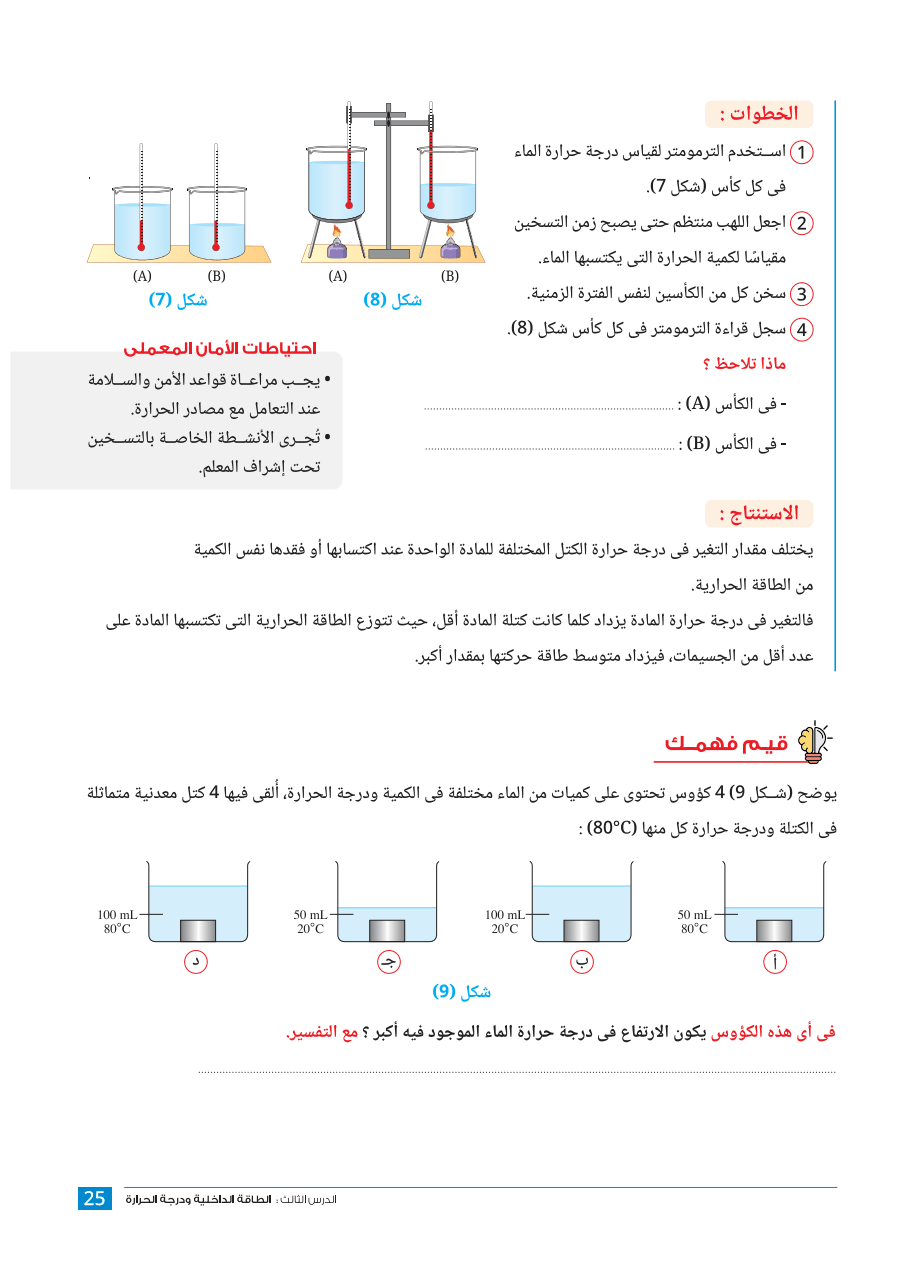 الخطوات :
1 استخدم الترمومتر لقياس درجة حرارة الماء
فى كل كأس (شكل 7).
2 اجعل اللهب منتظم حتى يصبح زمن التسخين
مقياسًا لكمية الحرارة التى يكتسبها الماء.
3 سخن كل من الكأسين لنفس الفترة الزمنية.
4 سجل قراءة الترمومتر فى كل كأس شكل (8).
ماذا تلاحظ ؟
- فى الكأس (A) :
- فى الكأس (B) :
(A) (B)
شكل (8)
(A) (B)
شكل (7)
احتياطات الأمان المعملى
• يجب مراعاة قواعد الأمن والسلامة
عند التعامل مع مصادر الحرارة.
• تُجرى الأنشطة الخاصة بالتسخين
تحت إشراف المعلم.
الاستنتاج :
يختلف مقدار التغير فى درجة حرارة الكتل المختلفة للمادة الواحدة عند اكتسابها أو فقدها نفس الكمية
من الطاقة الحرارية.
فالتغير فى درجة حرارة المادة يزداد كلما كانت كتلة المادة أقل، حيث تتوزع الطاقة الحرارية التى تكتسبها المادة على
عدد أقل من الجسيمات، فيزداد متوسط طاقة حركتها بمقدار أكبر.
قيم فهمك
يوضح (شكل 9) 4 كؤوس تحتوى على كميات من الماء مختلفة فى الكمية ودرجة الحرارة، أُلقى فيها 4 كتل معدنية متماثلة
فى الكتلة ودرجة حرارة كل منها (80°C) :
50 mL
80°C
أ
100 mL
20°C
ب
50 mL
20°C
جـ
100 mL
80°C
د
شكل (9)
فى أى هذه الكؤوس يكون الارتفاع فى درجة حرارة الماء الموجود فيه أكبر ؟ مع التفسير.
الدرس الثالث : الطاقة الداخلية ودرجة الحرارة
25